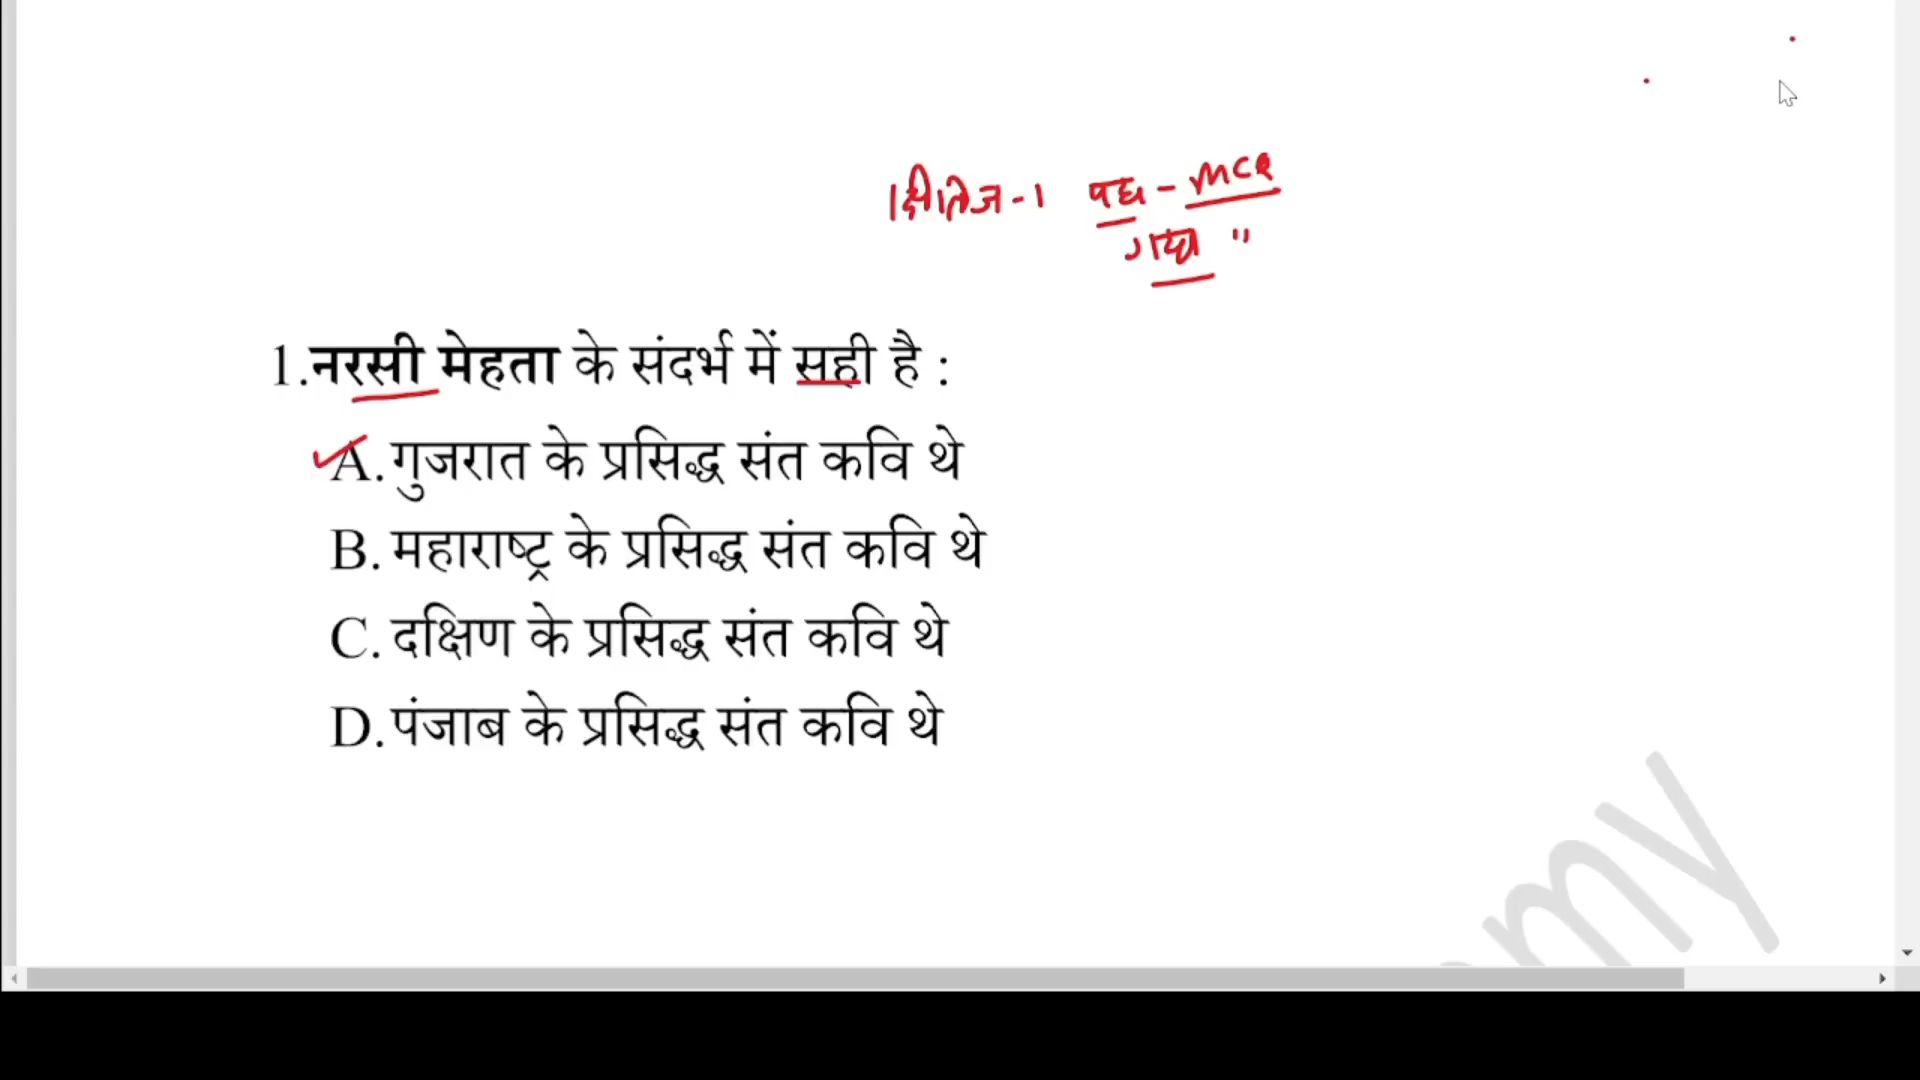 क्षितिज-1 पद्य - MCQ
गद्य "
1.नरसी मेहता के संदर्भ में सही है :
A.गुजरात के प्रसिद्ध संत कवि थे
B.महाराष्ट्र के प्रसिद्ध संत कवि थे
C.दक्षिण के प्रसिद्ध संत कवि थे
D.पंजाब के प्रसिद्ध संत कवि थे
my